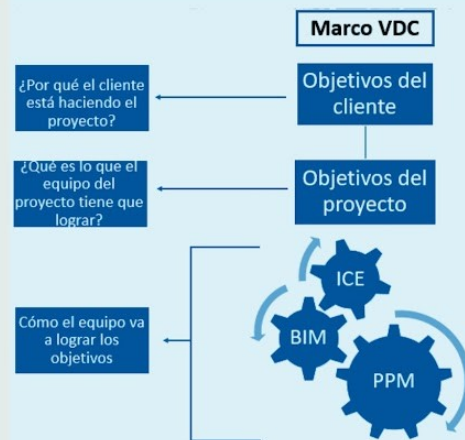 Marco VDC
¿Por qué el cliente
está haciendo el
proyecto?
Objetivos del
cliente
¿Qué es lo que el
equipo del
proyecto tiene que
lograr?
Objetivos del
proyecto
Cómo el equipo va
a lograr los
objetivos
ICE
BIM
PPM